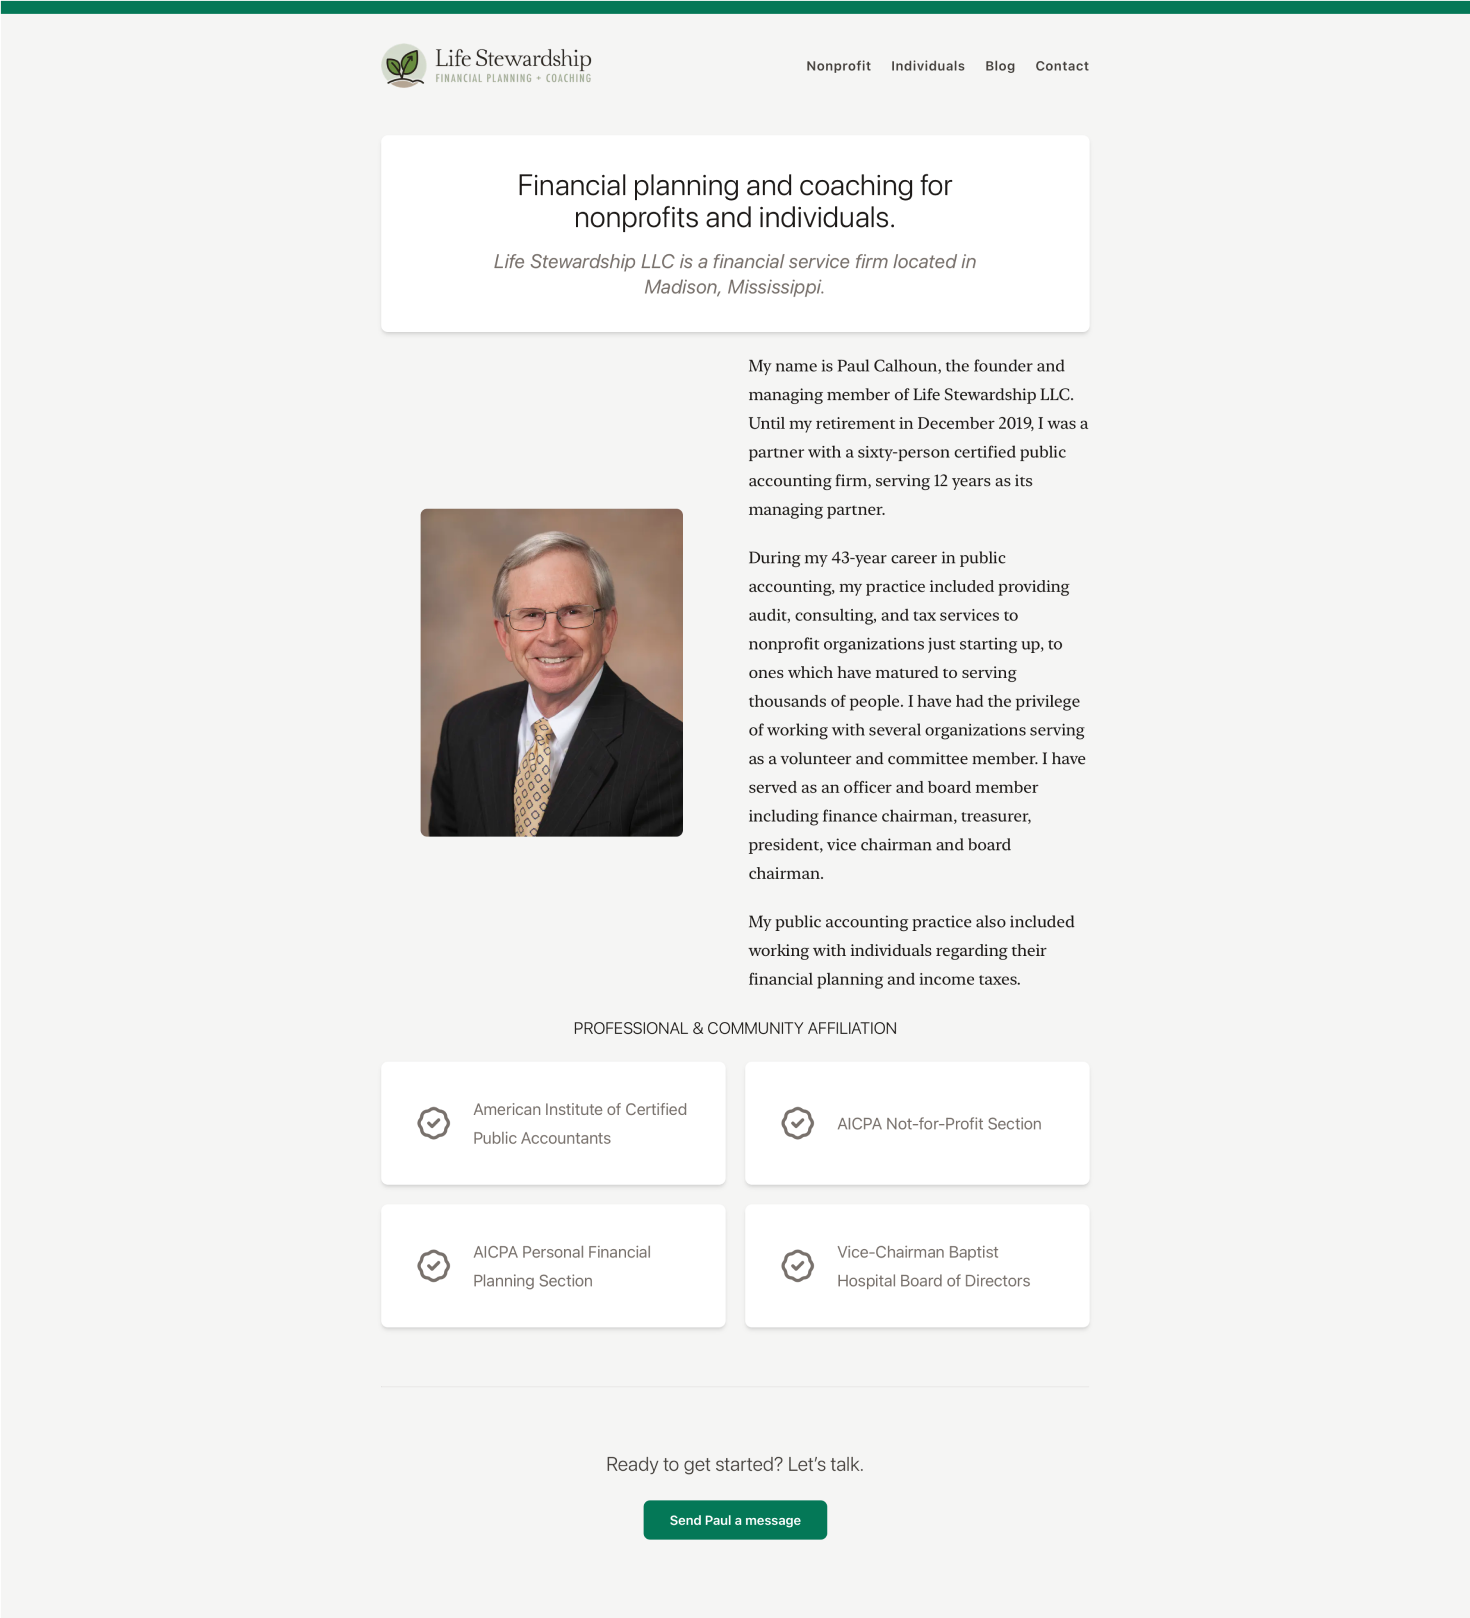 Life Stewardship
FINANCIAL PLANNING + COACHING
Nonprofit Individuals Blog Contact
Financial planning and coaching for
nonprofits and individuals.
Life Stewardship LLC is a financial service firm located in
Madison, Mississippi.
My name is Paul Calhoun, the founder and
managing member of Life Stewardship LLC.
Until my retirement in December 2019, I was a
partner with a sixty-person certified public
accounting firm, serving 12 years as its
managing partner.
During my 43-year career in public
accounting, my practice included providing
audit, consulting, and tax services to
nonprofit organizations just starting up, to
ones which have matured to serving
thousands of people. I have had the privilege
of working with several organizations serving
as a volunteer and committee member. I have
served as an officer and board member
including finance chairman, treasurer,
president, vice chairman and board
chairman.
My public accounting practice also included
working with individuals regarding their
financial planning and income taxes.
PROFESSIONAL & COMMUNITY AFFILIATION
American Institute of Certified
Public Accountants
AICPA Not-for-Profit Section
AICPA Personal Financial
Planning Section
Vice-Chairman Baptist
Hospital Board of Directors
Ready to get started? Let’s talk.
Send Paul a message